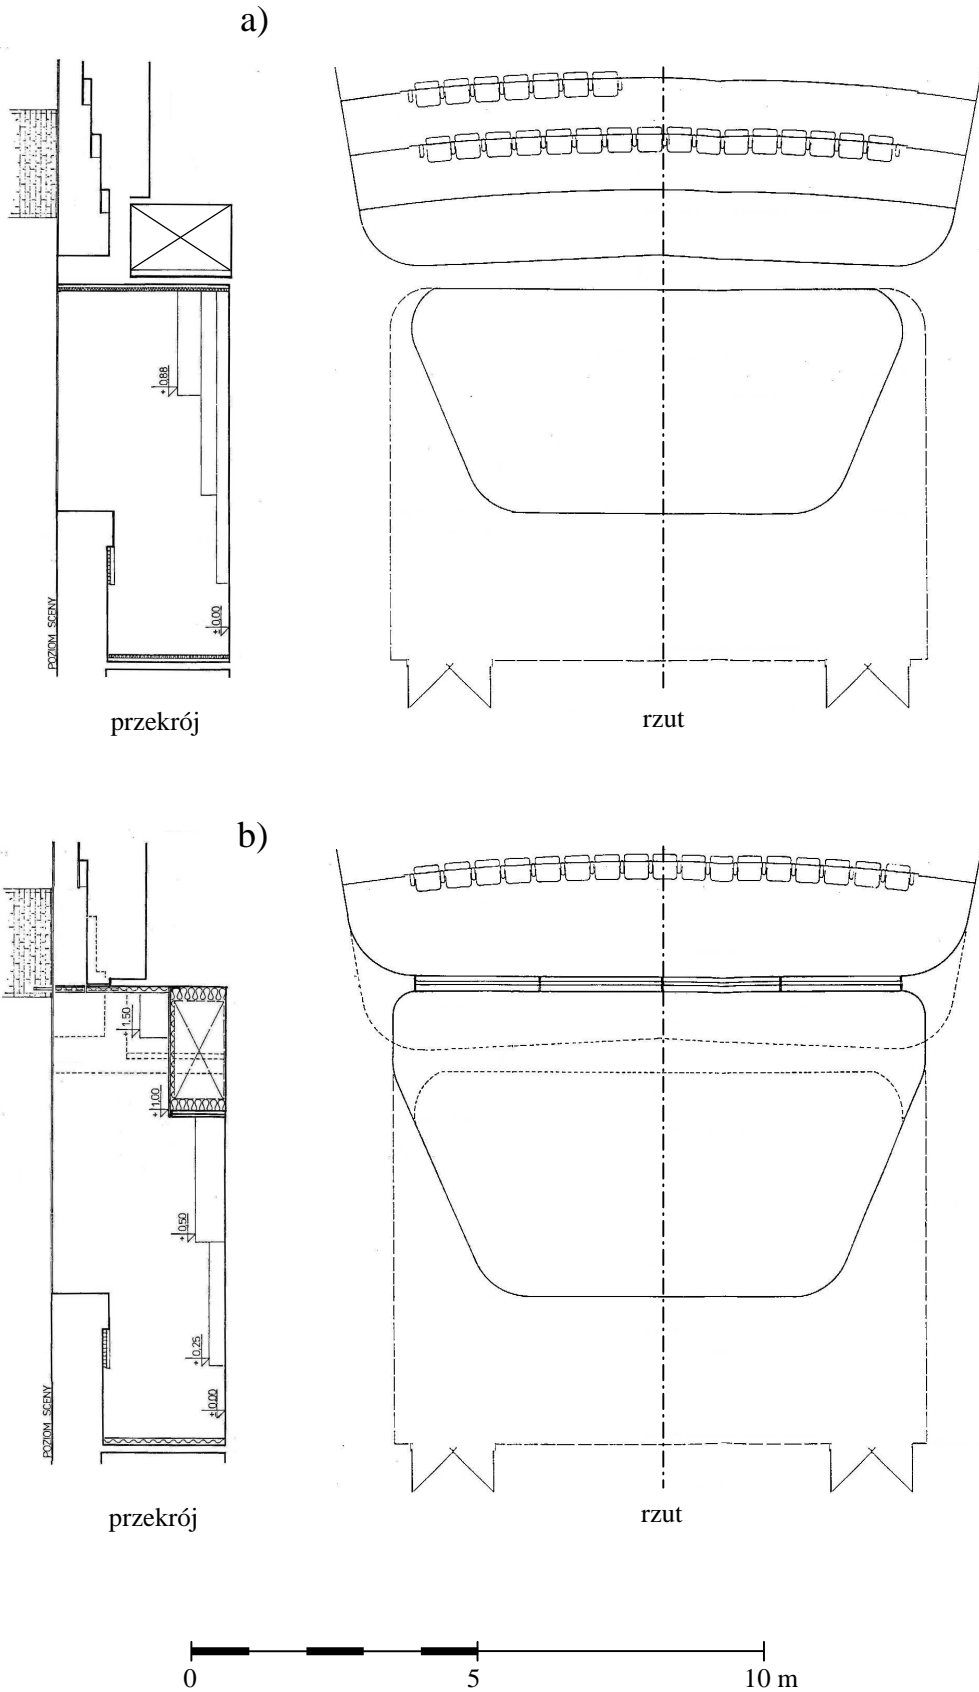 a)
+0.88
POZIOM SCENY
±0.00
przekrój
rzut
b)
+1.50
+1.00
+0.50
+0.25
POZIOM SCENY
±0.00
przekrój
rzut
0 5 10 m